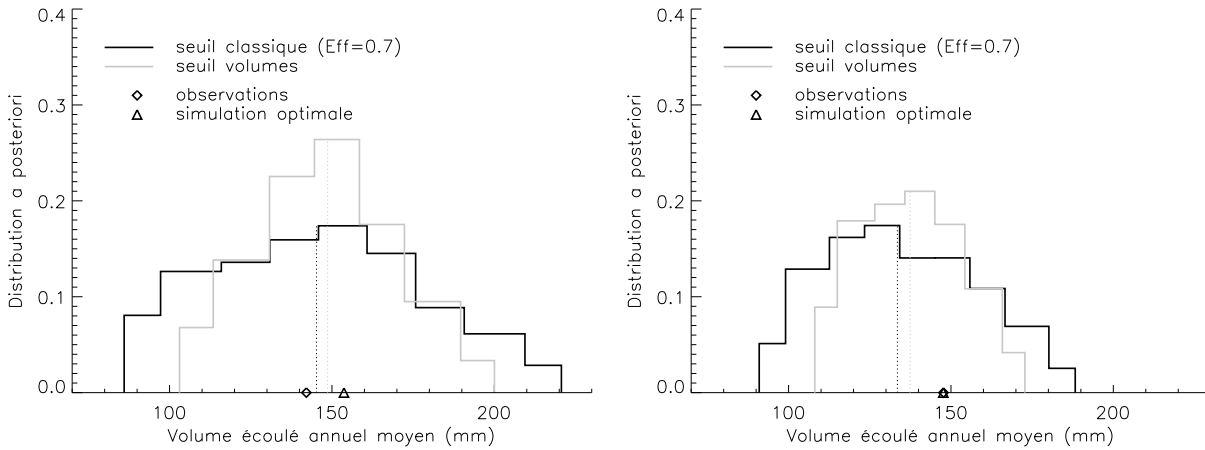 0.4
0.3
0.2
0.1
0.0
Distribution a posteriori
seuil classique (Eff=0.7)
seuil volumes
observations
simulation optimale
100
150
200
Volume écoulé annuel moyen (mm)
0.4
0.3
0.2
0.1
0.0
Distribution a posteriori
seuil classique (Eff=0.7)
seuil volumes
observations
simulation optimale
100
150
200
Volume écoulé annuel moyen (mm)